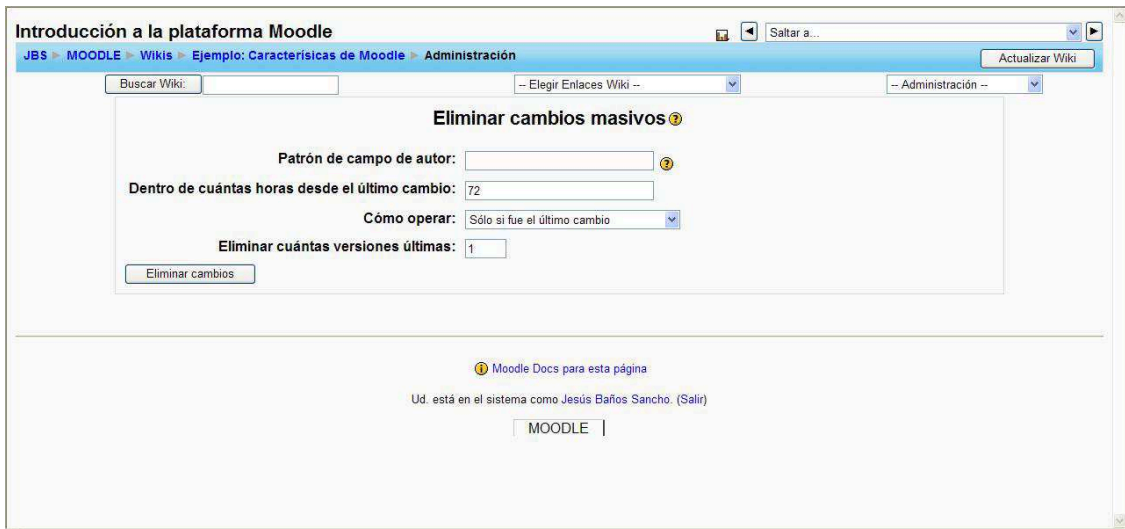 Introducción a la plataforma Moodle
Saltar a...
JBS ► MOODLE ► Wikis ► Ejemplo: Caracterísicas de Moodle ► Administración
Actualizar Wiki
Buscar Wiki:
-- Elegir Enlaces Wiki --
-- Administración --
Eliminar cambios masivos
Patrón de campo de autor:
Dentro de cuántas horas desde el último cambio: 72
Cómo operar: Sólo si fue el último cambio
Eliminar cuántas versiones últimas: 1
Eliminar cambios
Moodle Docs para esta página
Ud. está en el sistema como Jesús Baños Sancho. (Salir)
MOODLE